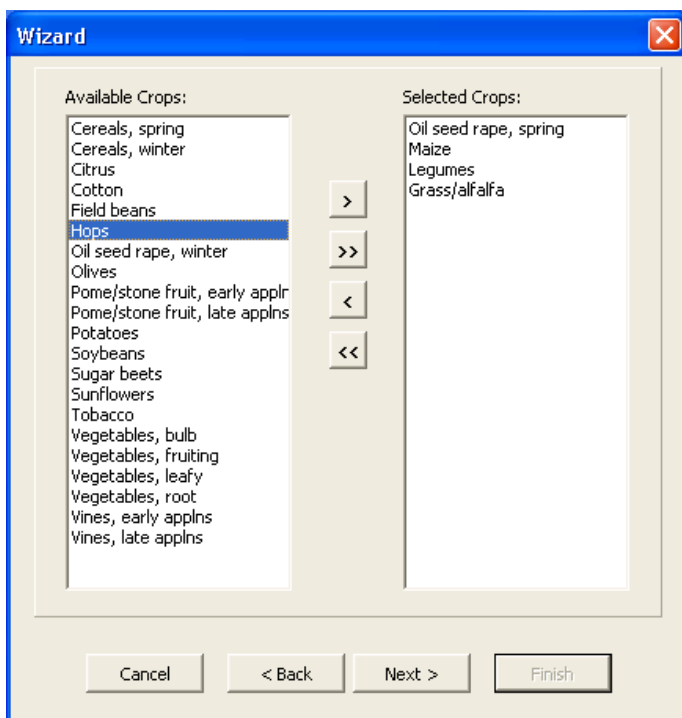 Wizard
Available Crops:
Cereals, spring
Cereals, winter
Citrus
Cotton
Field beans
Hops
Oil seed rape, winter
Olives
Pome/stone fruit, early appln
Pome/stone fruit, late applns
Potatoes
Soybeans
Sugar beets
Sunflowers
Tobacco
Vegetables, bulb
Vegetables, fruiting
Vegetables, leafy
Vegetables, root
Vines, early applns
Vines, late applns
>
>>
<
<<
Selected Crops:
Oil seed rape, spring
Maize
Legumes
Grass/alfalfa
Cancel
< Back
Next >
Finish